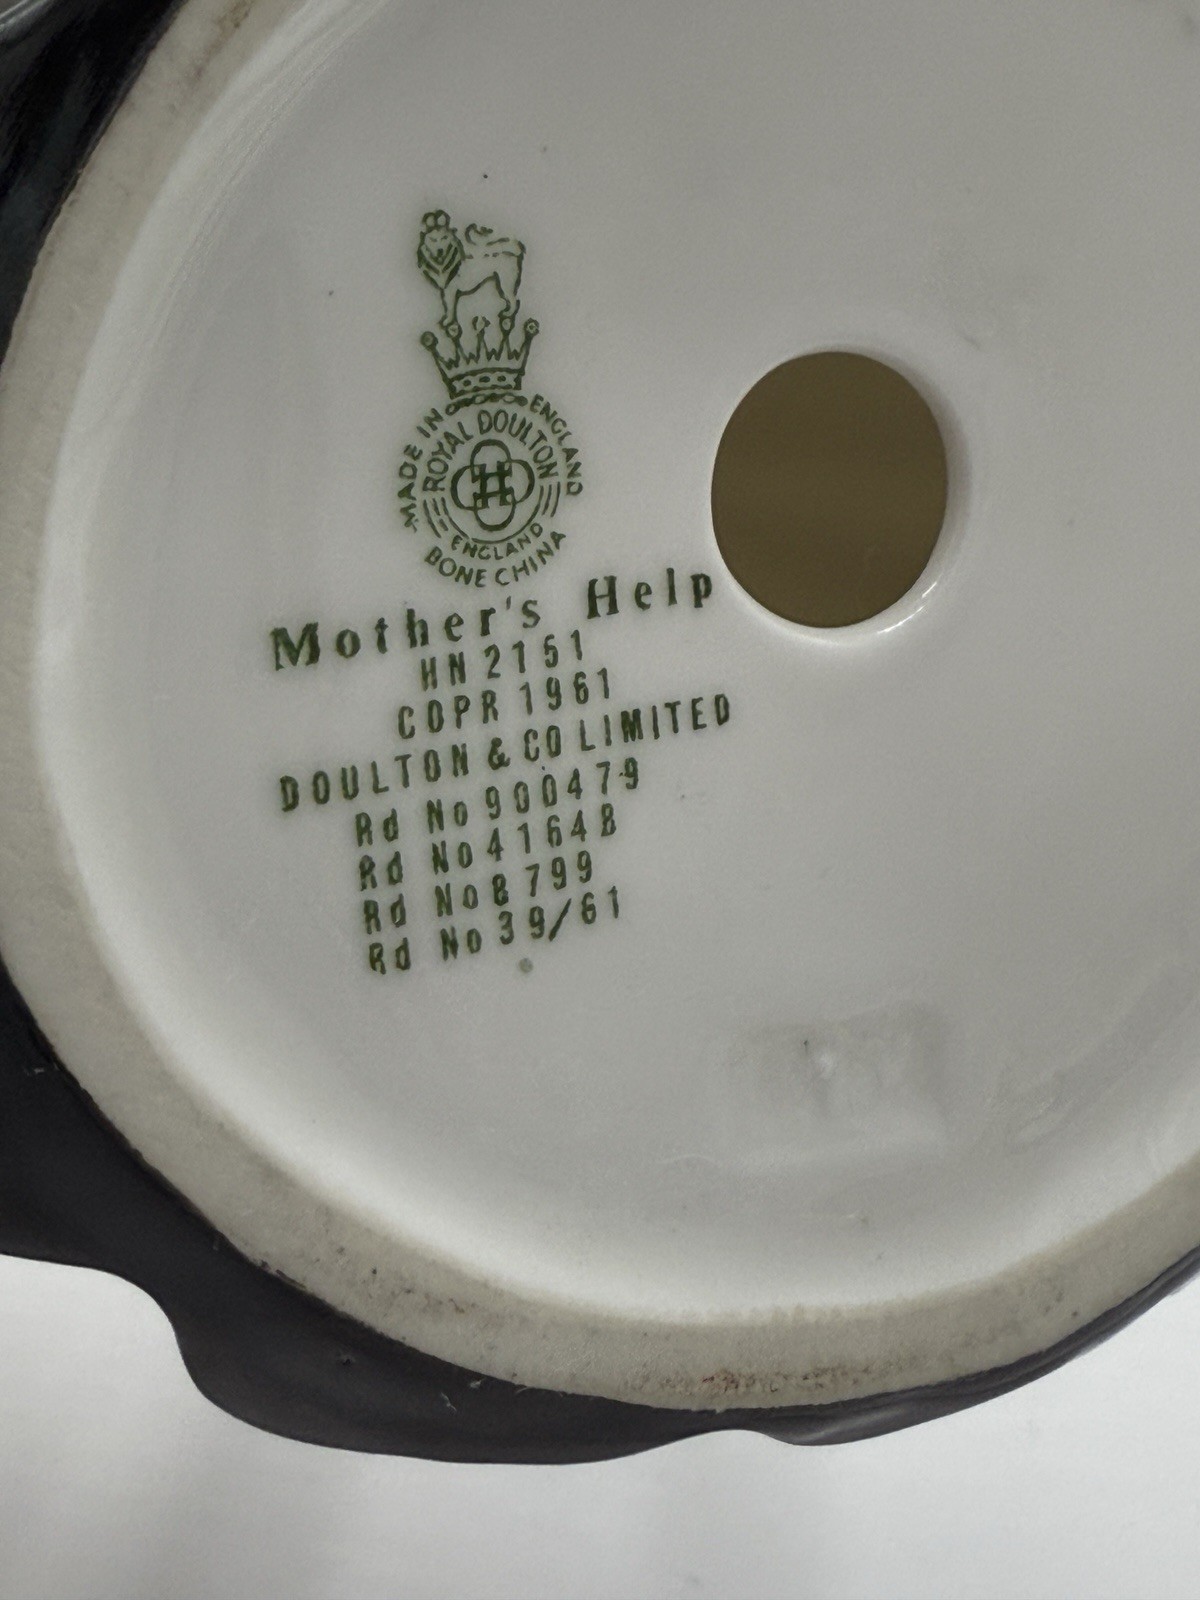 MADE IN ENGLAND
ROYAL DOULTON
ENGLAND
BONE CHINA
Mother's Help
HN 2151
COPR 1961
DOULTON & CO LIMITED
Rd No 900479
Rd No 41648
Rd No 8799
Rd No 39/61